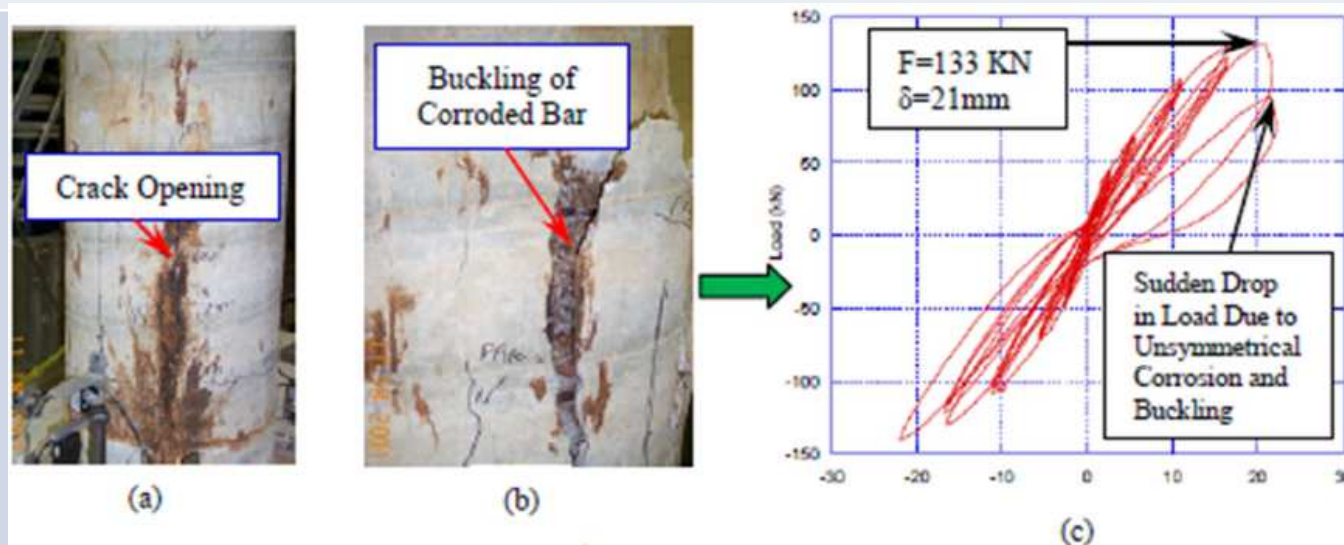 Crack Opening
(a)
Buckling of
Corroded Bar
(b)
F=133 KN
δ=21mm
Sudden Drop
in Load Due to
Unsymmetrical
Corrosion and
Buckling
Load (kN)
150
100
50
0
-50
-100
-150
-30
-20
-10
0
10
20
30
(c)